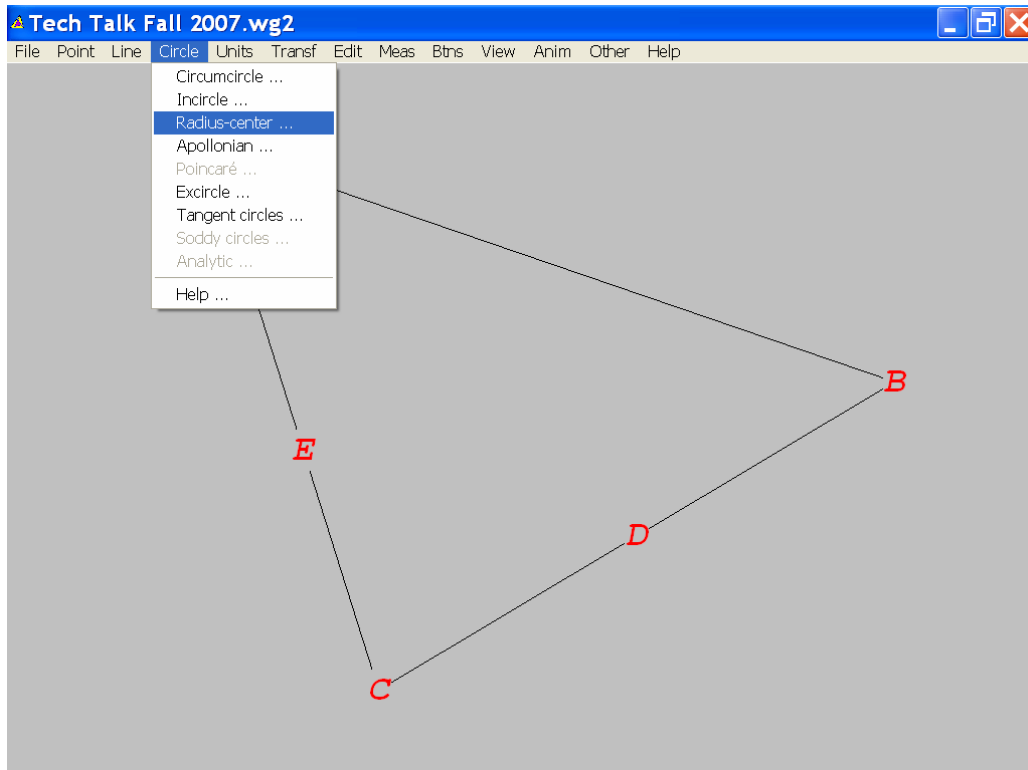 Tech Talk Fall 2007.wg2
File Point Line Circle Units Transf Edit Meas Btns View Anim Other Help
Circumcircle ...
Incircle ...
Radius-center ...
Apollonian ...
Poincaré ...
Excircle ...
Tangent circles ...
Soddy circles ...
Analytic ...
Help ...
B
E
D
C